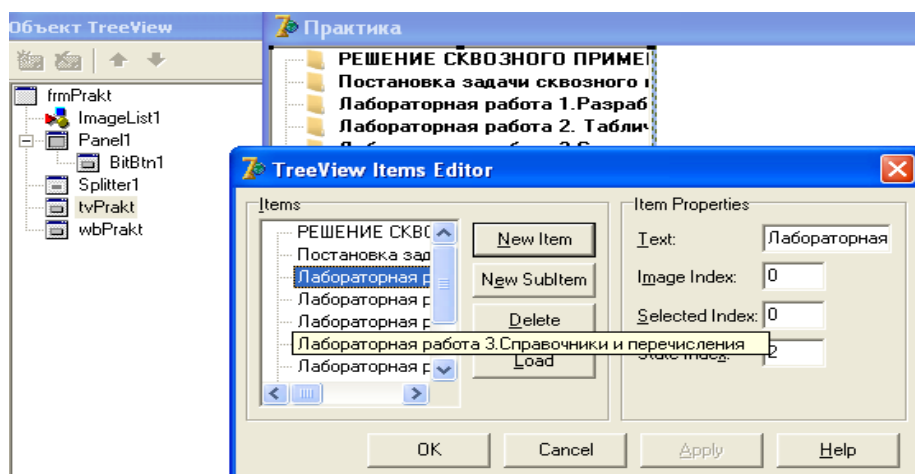 Объект TreeView
frmPrakt
ImageList1
Panel1
BitBtn1
Splitter1
tvPrakt
wbPrakt
Практика
РЕШЕНИЕ СКВОЗНОГО ПРИМЕ
Постановка задачи сквозного
Лабораторная работа 1.Разраб
Лабораторная работа 2. Таблич
TreeView Items Editor
Items
РЕШЕНИЕ СКВО
Постановка зад
Лабораторная р
Лабораторная р
Лабораторная р
Лабораторная работа 3.Справочники и перечисления
Лабораторная р
New Item
New SubItem
Delete
Load
Item Properties
Text: Лабораторная
Image Index: 0
Selected Index: 0
State Index: 2
OK Cancel Apply Help